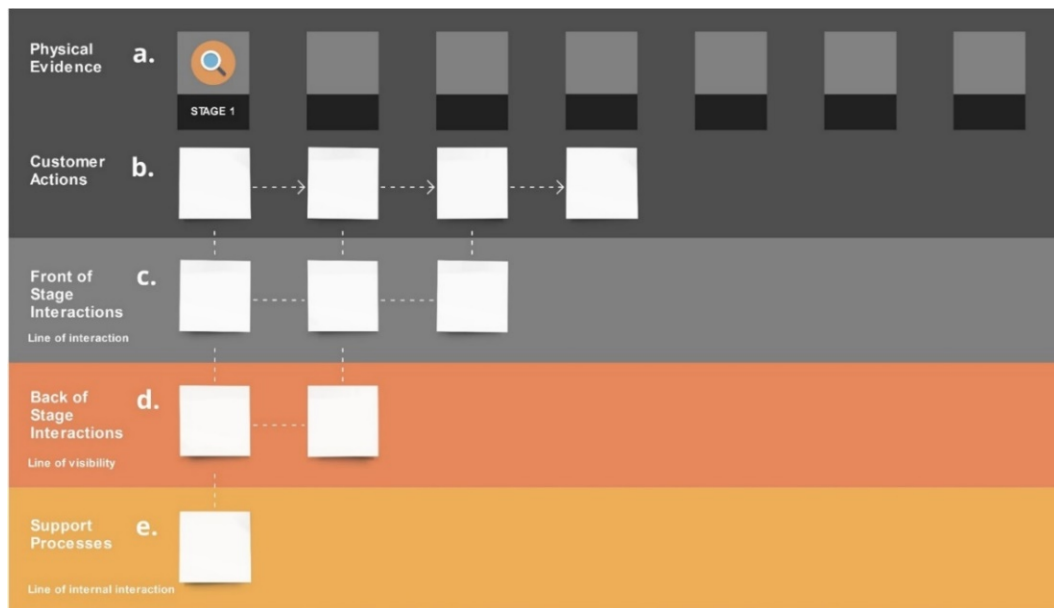 Physical
Evidence
a.
STAGE 1
Customer
Actions
b.
Front of
Stage
Interactions
c.
Line of interaction
Back of
Stage
Interactions
d.
Line of visibility
Support
Processes
e.
Line of internal interaction